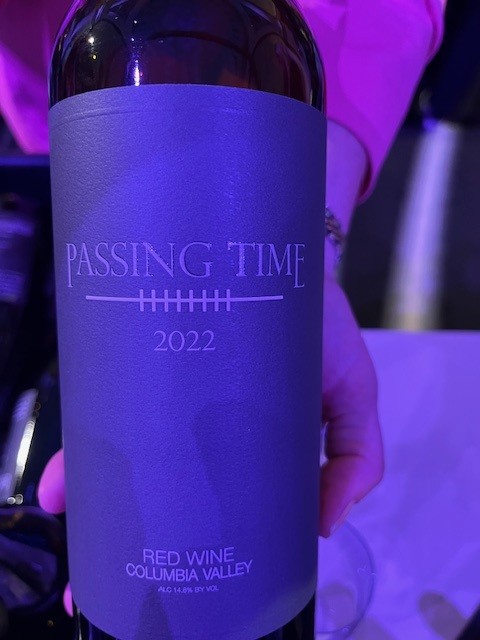 PASSING TIME
2022
RED WINE
COLUMBIA VALLEY
ALC 14.8% BY VOL